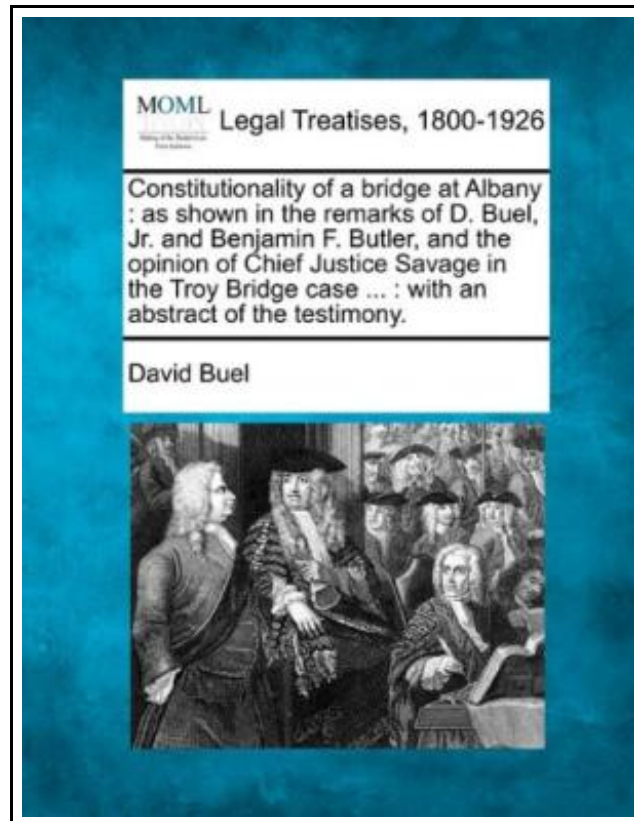 MOML
Legal Treatises, 1800-1926
Constitutionality of a bridge at Albany
: as shown in the remarks of D. Buel,
Jr. and Benjamin F. Butler, and the
opinion of Chief Justice Savage in
the Troy Bridge case ... : with an
abstract of the testimony.
David Buel